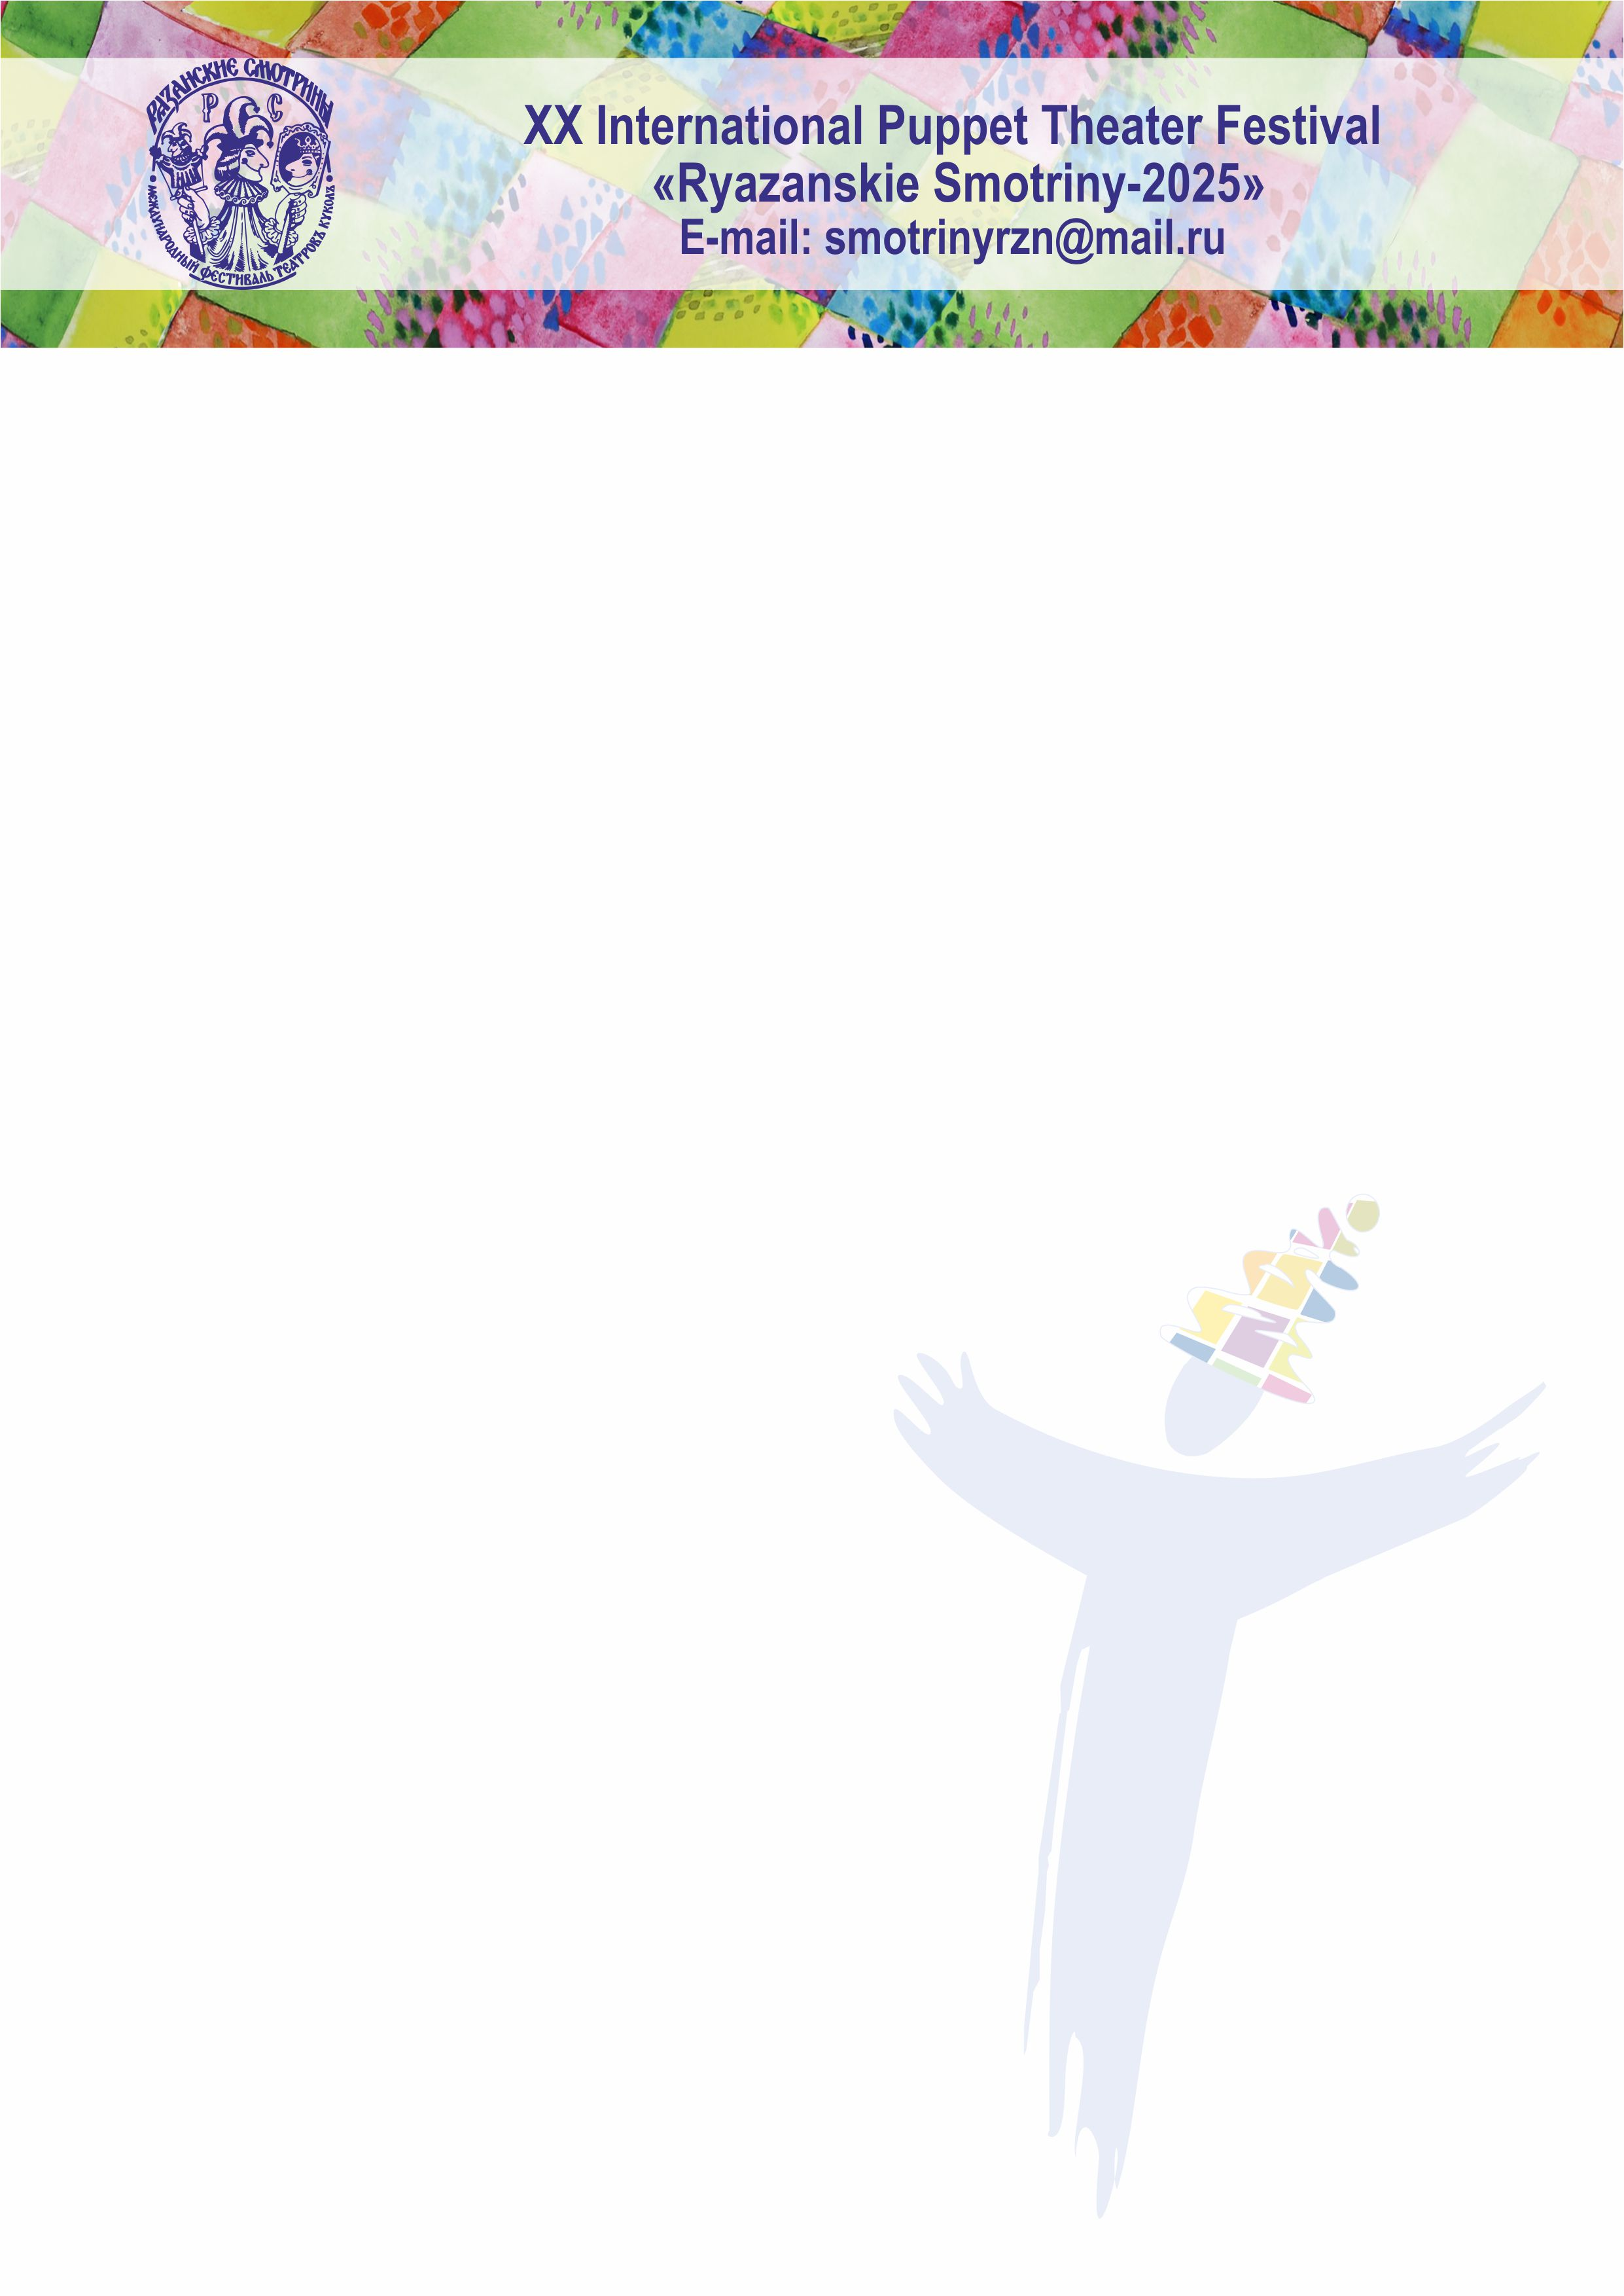 РЯЗАНСКИЕ СМОТРИНЫ
Р С
МЕЖДУНАРОДНЫЙ ФЕСТИВАЛЬ ТЕАТРОВЪ КУКОЛЪ
XX International Puppet Theater Festival
«Ryazanskie Smotriny-2025»
E-mail: smotrinyrzn@mail.ru